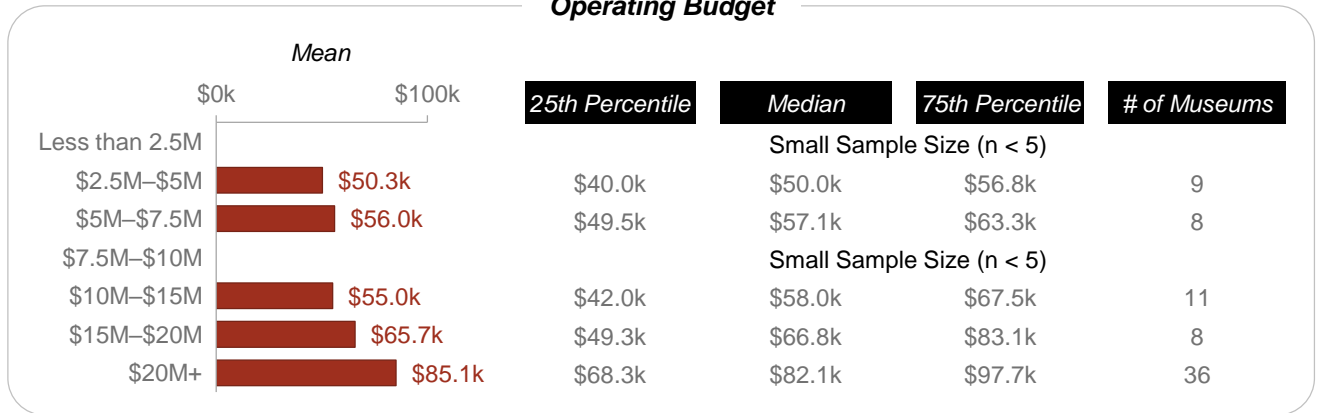 Operating Budget
Mean
$0k $100k 25th Percentile Median 75th Percentile # of Museums
Less than 2.5M Small Sample Size (n < 5)
$2.5M–$5M $50.3k $40.0k $50.0k $56.8k 9
$5M–$7.5M $56.0k $49.5k $57.1k $63.3k 8
$7.5M–$10M Small Sample Size (n < 5)
$10M–$15M $55.0k $42.0k $58.0k $67.5k 11
$15M–$20M $65.7k $49.3k $66.8k $83.1k 8
$20M+ $85.1k $68.3k $82.1k $97.7k 36